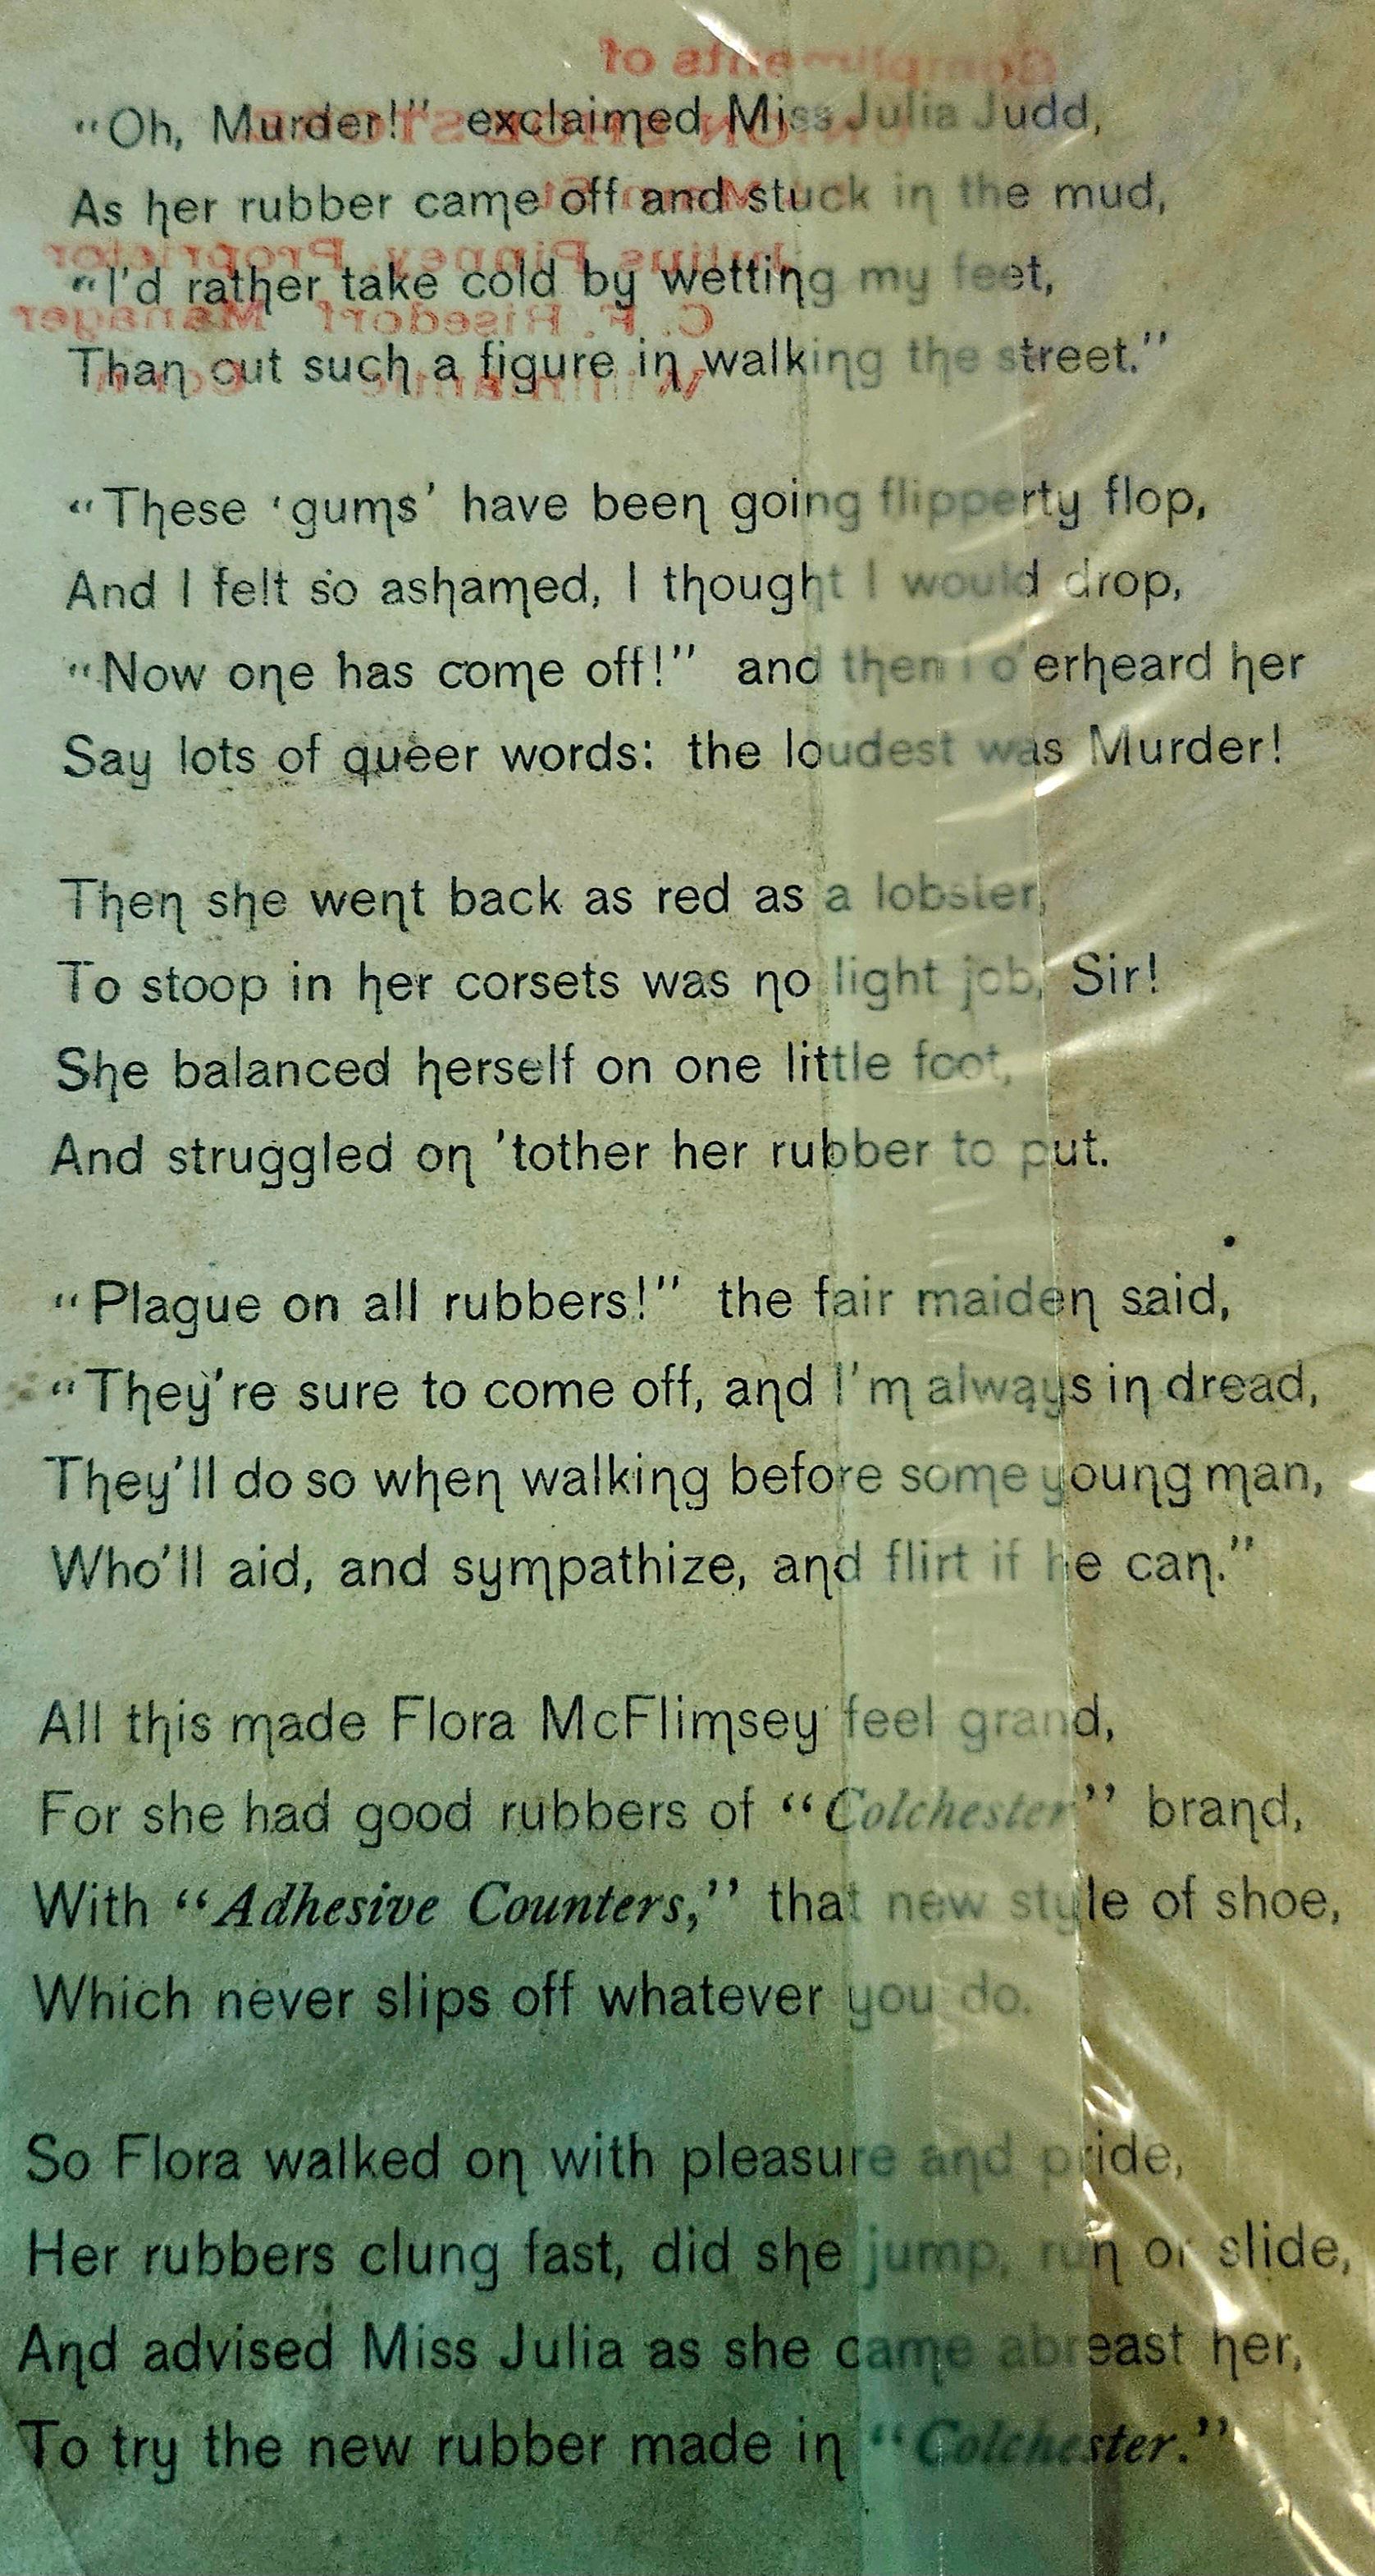 Compliments of
"Oh, Murder!" exclaimed Miss Julia Judd,
As her rubber came off and stuck in the mud,
Julius Pinney, Proprietor
"I'd rather take cold by wetting my feet,
C. F. Risedorf Manager
Than cut such a figure in walking the street."
Willimantic Conn
"These 'gums' have been going flipperty flop,
And I felt so ashamed, I thought I would drop,
"Now one has come off!" and then I o'erheard her
Say lots of queer words: the loudest was Murder!
Then she went back as red as a lobster,
To stoop in her corsets was no light job, Sir!
She balanced herself on one little foot,
And struggled on 'tother her rubber to put.
"Plague on all rubbers!" the fair maiden said,
"They're sure to come off, and I'm always in dread,
They'll do so when walking before some young man,
Who'll aid, and sympathize, and flirt if he can."
All this made Flora McFlimsey feel grand,
For she had good rubbers of "Colchester" brand,
With "Adhesive Counters," that new style of shoe,
Which never slips off whatever you do.
So Flora walked on with pleasure and pride,
Her rubbers clung fast, did she jump, run or slide,
And advised Miss Julia as she came abreast her,
To try the new rubber made in "Colchester."